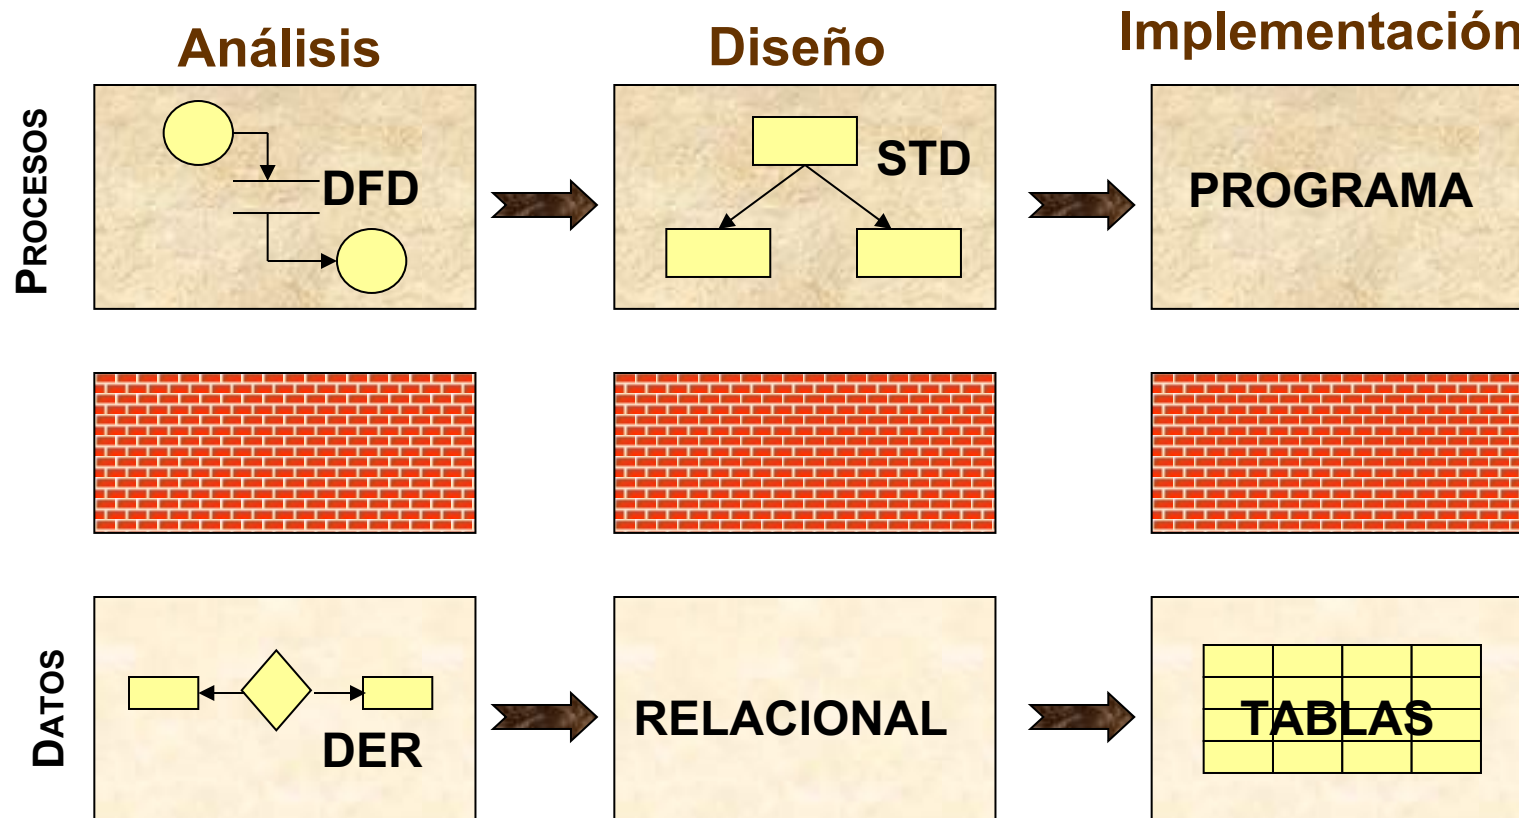 Análisis
Diseño
Implementación
PROCESOS
DFD
STD
PROGRAMA
DATOS
DER
RELACIONAL
TABLAS